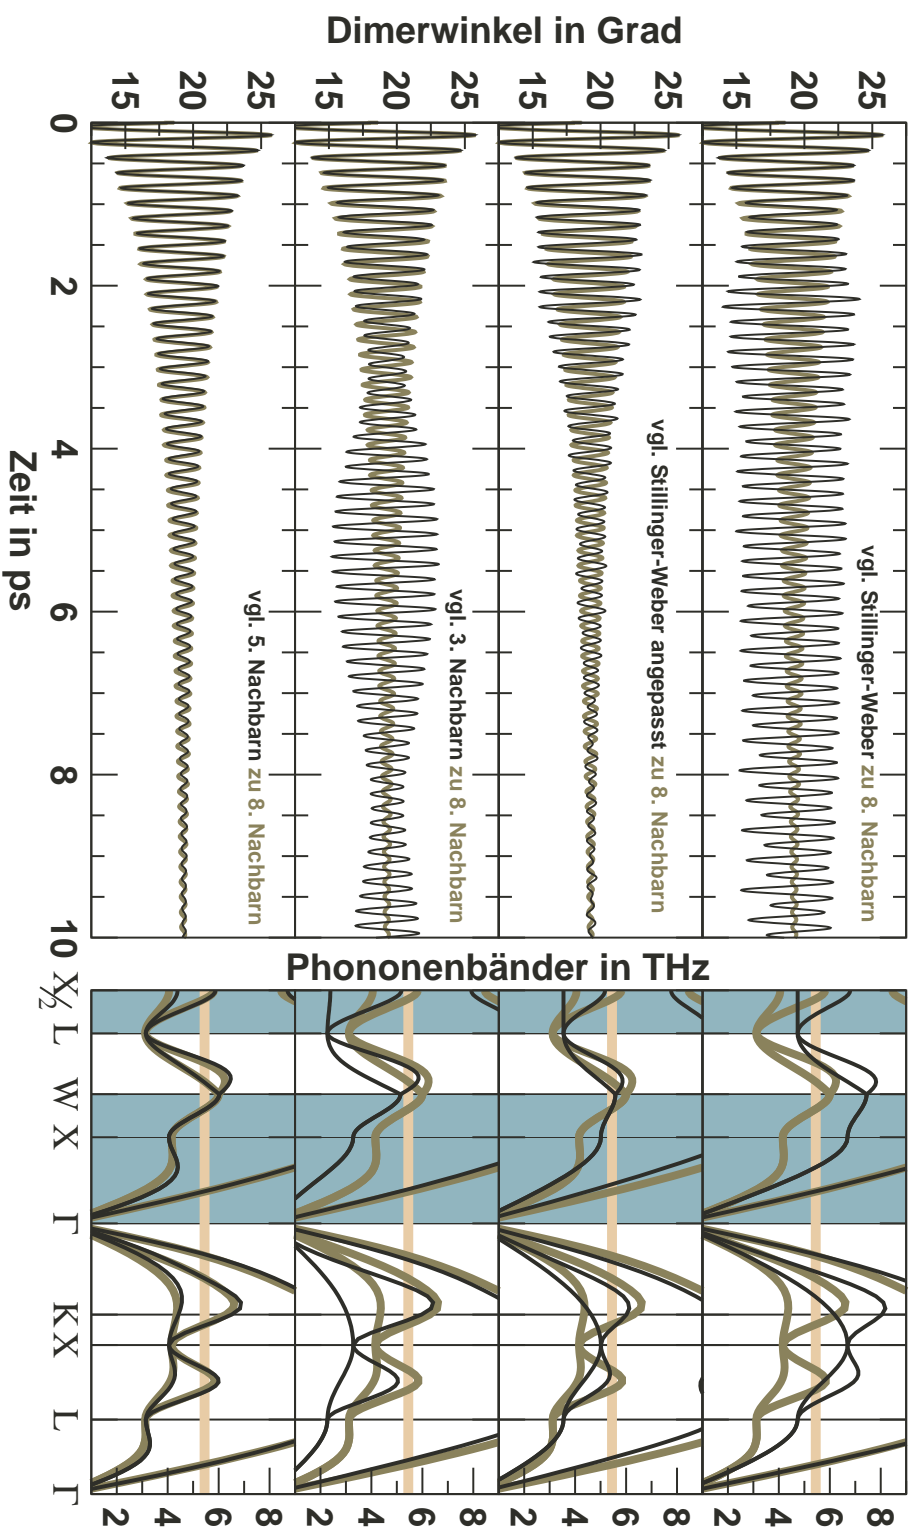 Dimerwinkel in Grad
15 20 25 15 20 25 15 20 25 15 20 25
vgl. Stillinger-Weber zu 8. Nachbarn
vgl. Stillinger-Weber angepasst zu 8. Nachbarn
vgl. 3. Nachbarn zu 8. Nachbarn
vgl. 5. Nachbarn zu 8. Nachbarn
0 2 4 6 8 10
Zeit in ps
Phononenbänder in THz
X/2 L W X Γ K X L Γ
2 4 6 8 2 4 6 8 2 4 6 8 2 4 6 8